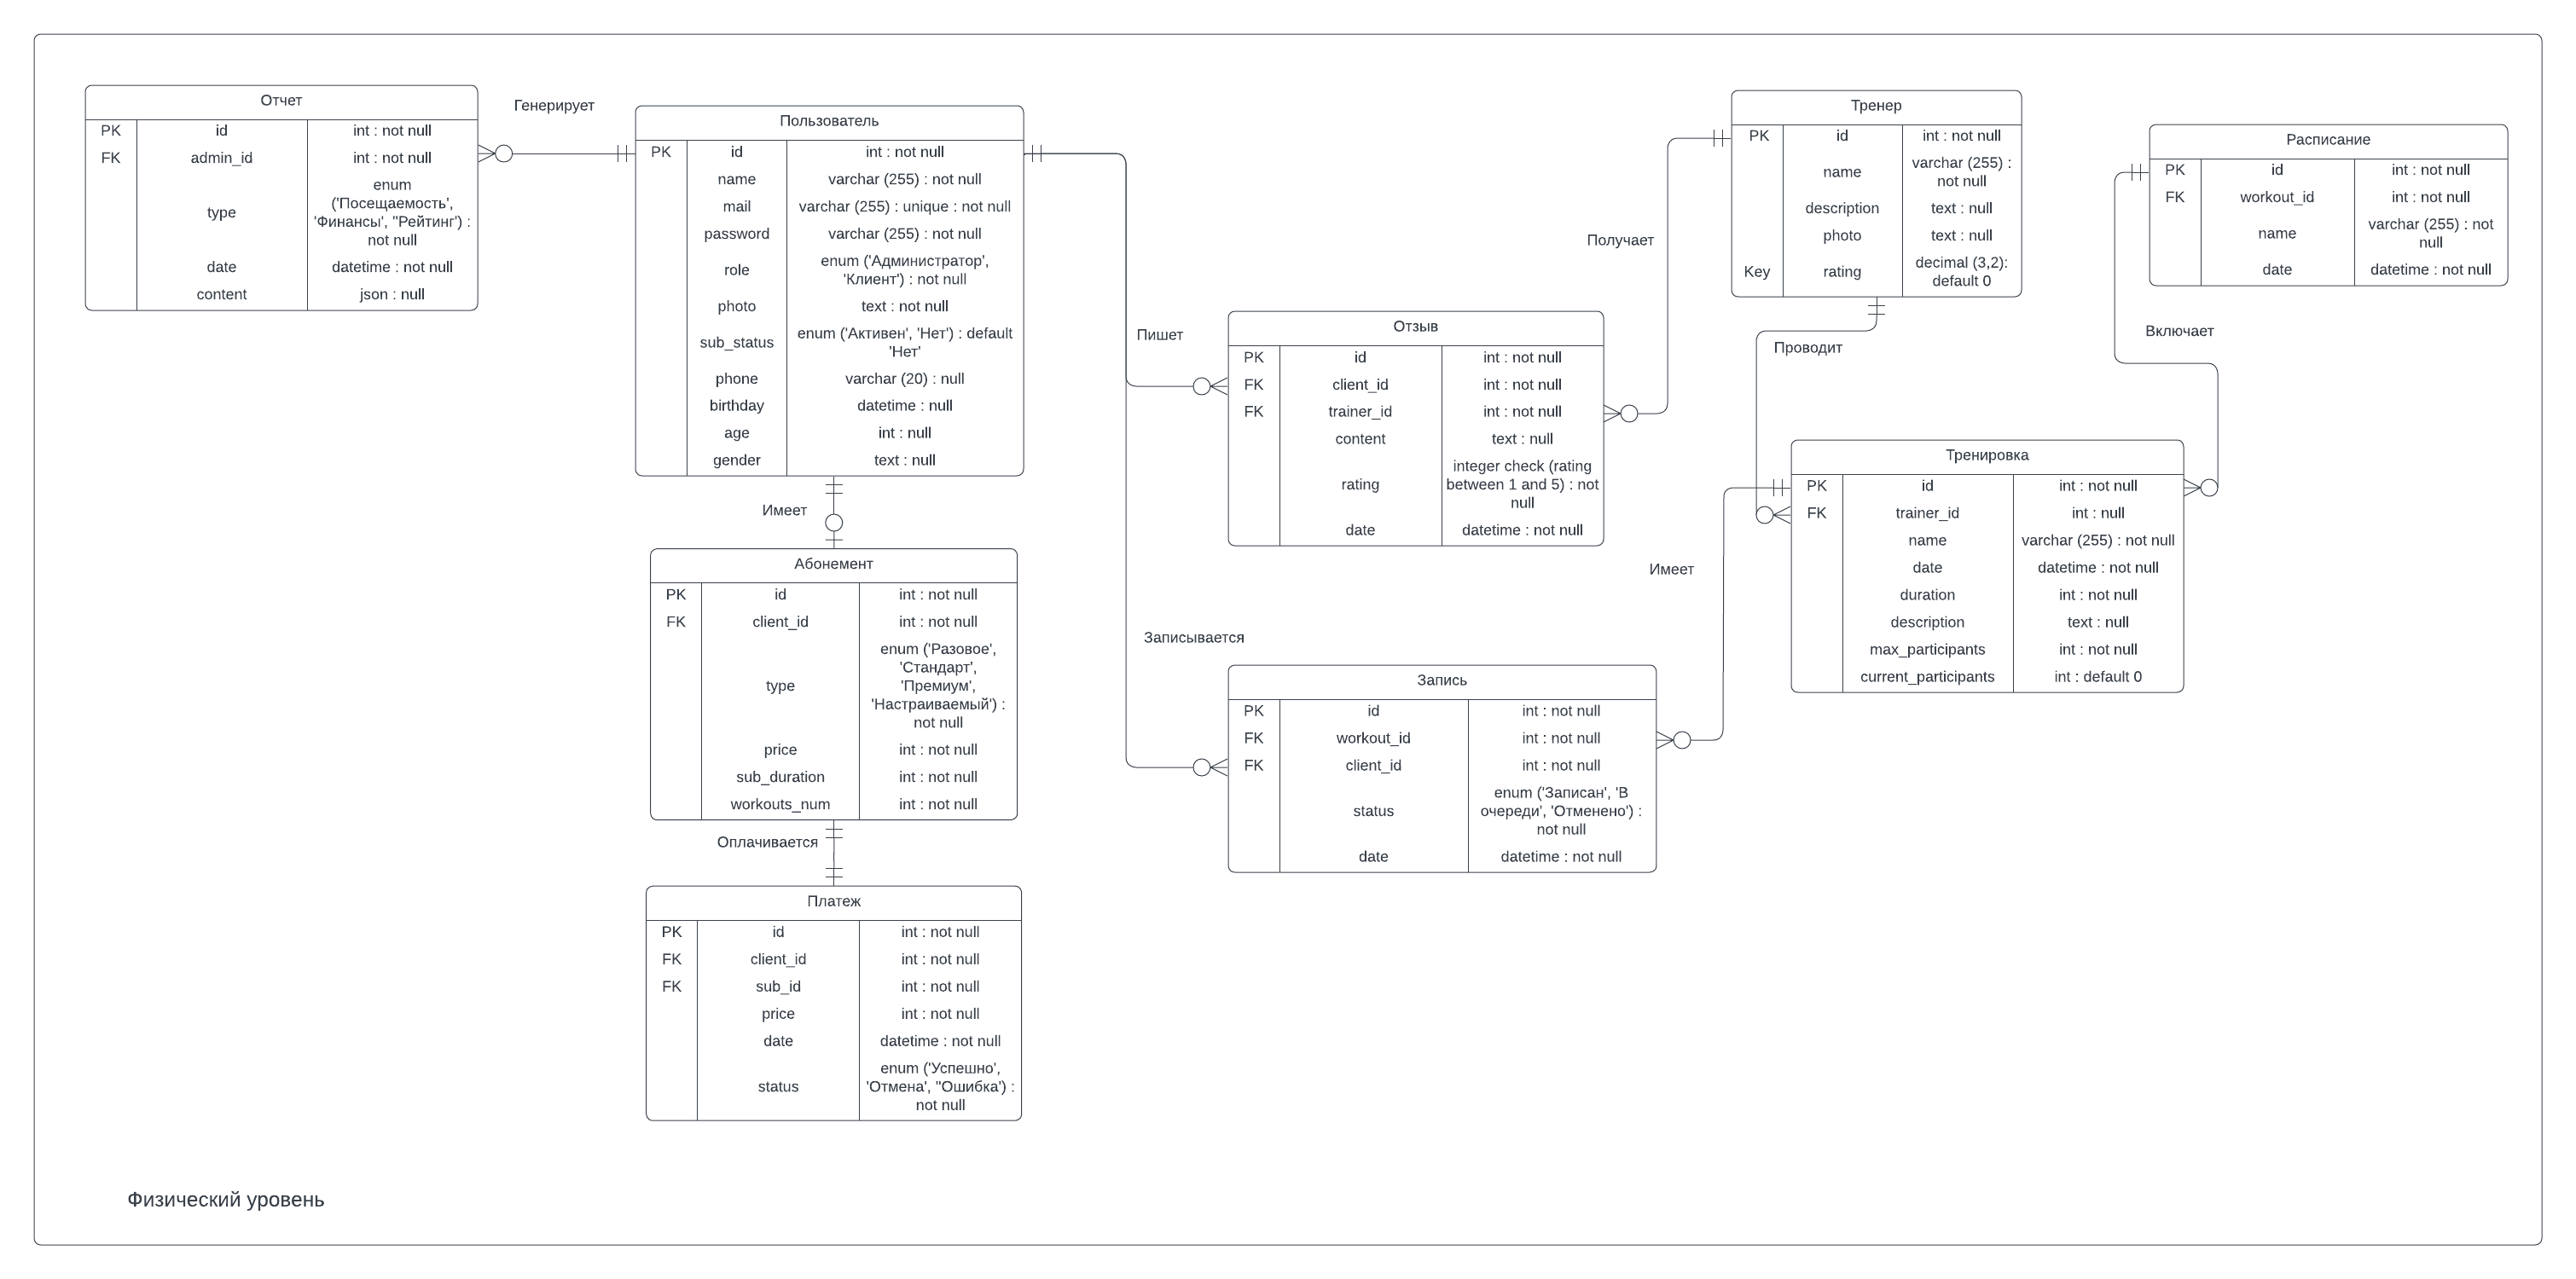 Отчет
PK id int : not null
FK admin_id int : not null
type enum
('Посещаемость',
'Финансы', "Рейтинг') :
not null
date datetime : not null
content json : null
Генерирует
Пользователь
PK id int : not null
name varchar (255) : not null
mail varchar (255) : unique : not null
password varchar (255) : not null
role enum ('Администратор',
'Клиент') : not null
photo text : not null
sub_status enum ('Активен', 'Нет') : default
'Нет'
phone varchar (20) : null
birthday datetime : null
age int : null
gender text : null
Имеет
Абонемент
PK id int : not null
FK client_id int : not null
type enum ('Разовое',
'Стандарт',
'Премиум',
'Настраиваемый') :
not null
price int : not null
sub_duration int : not null
workouts_num int : not null
Оплачивается
Платеж
PK id int : not null
FK client_id int : not null
FK sub_id int : not null
price int : not null
date datetime : not null
status enum ('Успешно',
'Отмена', "Ошибка') :
not null
Пишет
Отзыв
PK id int : not null
FK client_id int : not null
FK trainer_id int : not null
content text : null
rating integer check (rating
between 1 and 5) : not
null
date datetime : not null
Записывается
Запись
PK id int : not null
FK workout_id int : not null
FK client_id int : not null
status enum ('Записан', 'В
очереди', 'Отменено') :
not null
date datetime : not null
Получает
Тренер
PK id int : not null
name varchar (255) :
not null
description text : null
photo text : null
Key rating decimal (3,2):
default 0
Проводит
Имеет
Тренировка
PK id int : not null
FK trainer_id int : null
name varchar (255) : not null
date datetime : not null
duration int : not null
description text : null
max_participants int : not null
current_participants int : default 0
Расписание
PK id int : not null
FK workout_id int : not null
name varchar (255) : not
null
date datetime : not null
Включает
Физический уровень